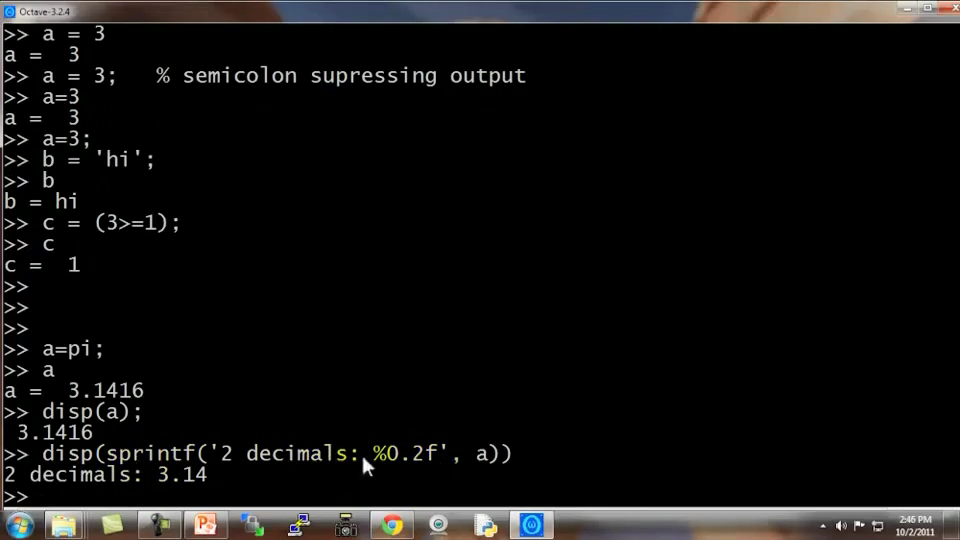 Octave-3.2.4
>> a = 3
a =  3
>> a = 3;   % semicolon supressing output
>> a=3
a =  3
>> a=3;
>> b = 'hi';
>> b
b = hi
>> c = (3>=1);
>> c
c =  1
>>
>>
>>
>> a=pi;
>> a
a =  3.1416
>> disp(a);
 3.1416
>> disp(sprintf('2 decimals: %0.2f', a))
2 decimals: 3.14
>>
2:46 PM
10/2/2011